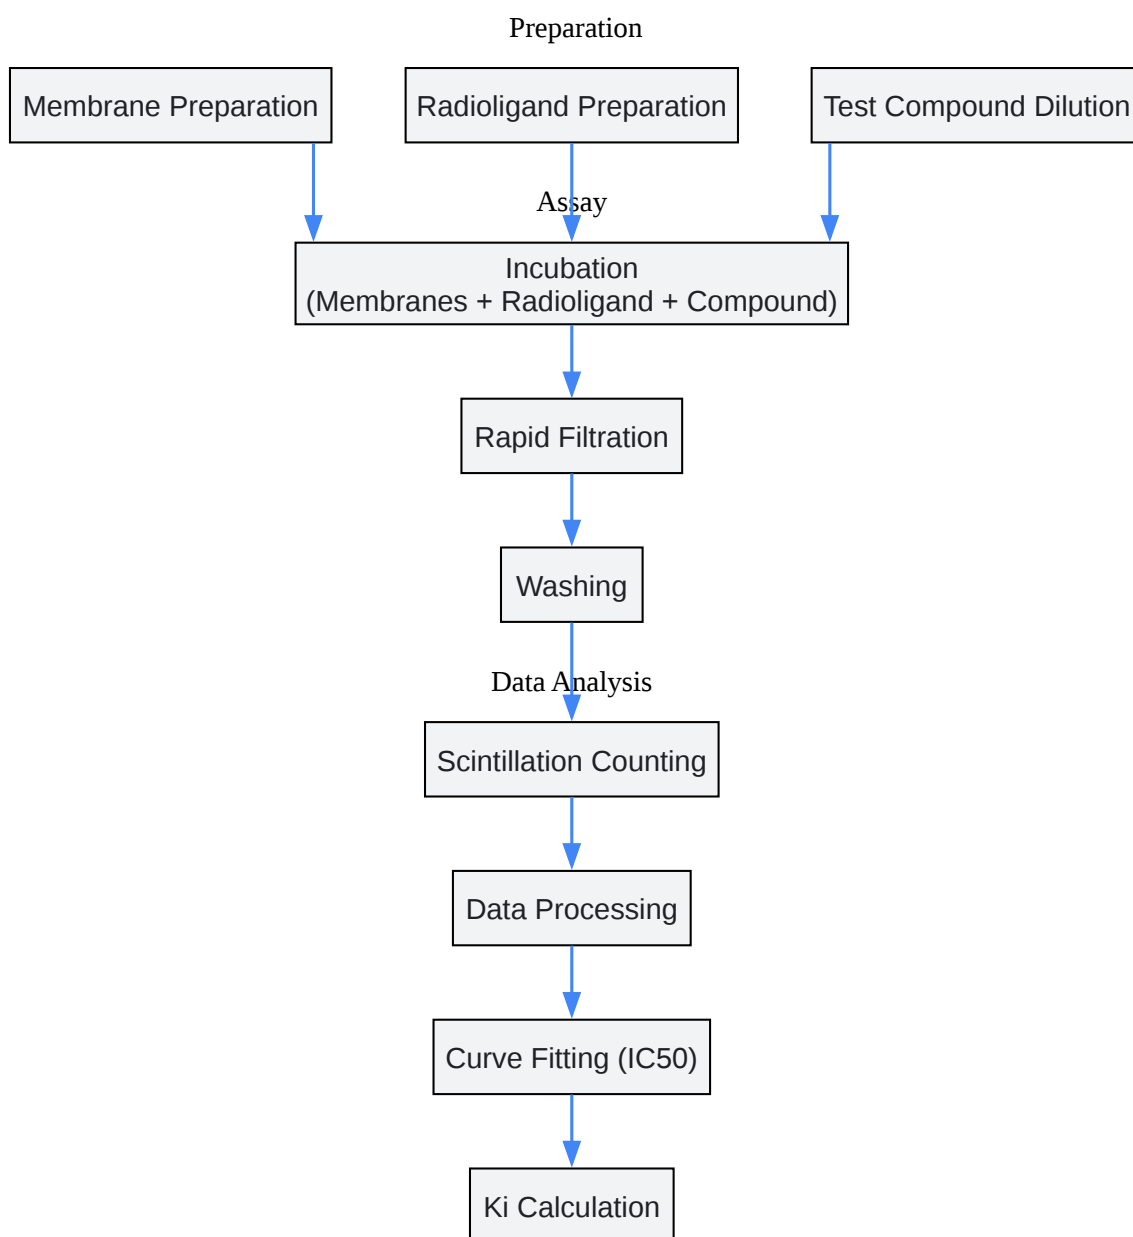 Preparation
Membrane Preparation
Radioligand Preparation
Test Compound Dilution
Assay
Incubation
(Membranes + Radioligand + Compound)
Rapid Filtration
Washing
Data Analysis
Scintillation Counting
Data Processing
Curve Fitting (IC50)
Ki Calculation